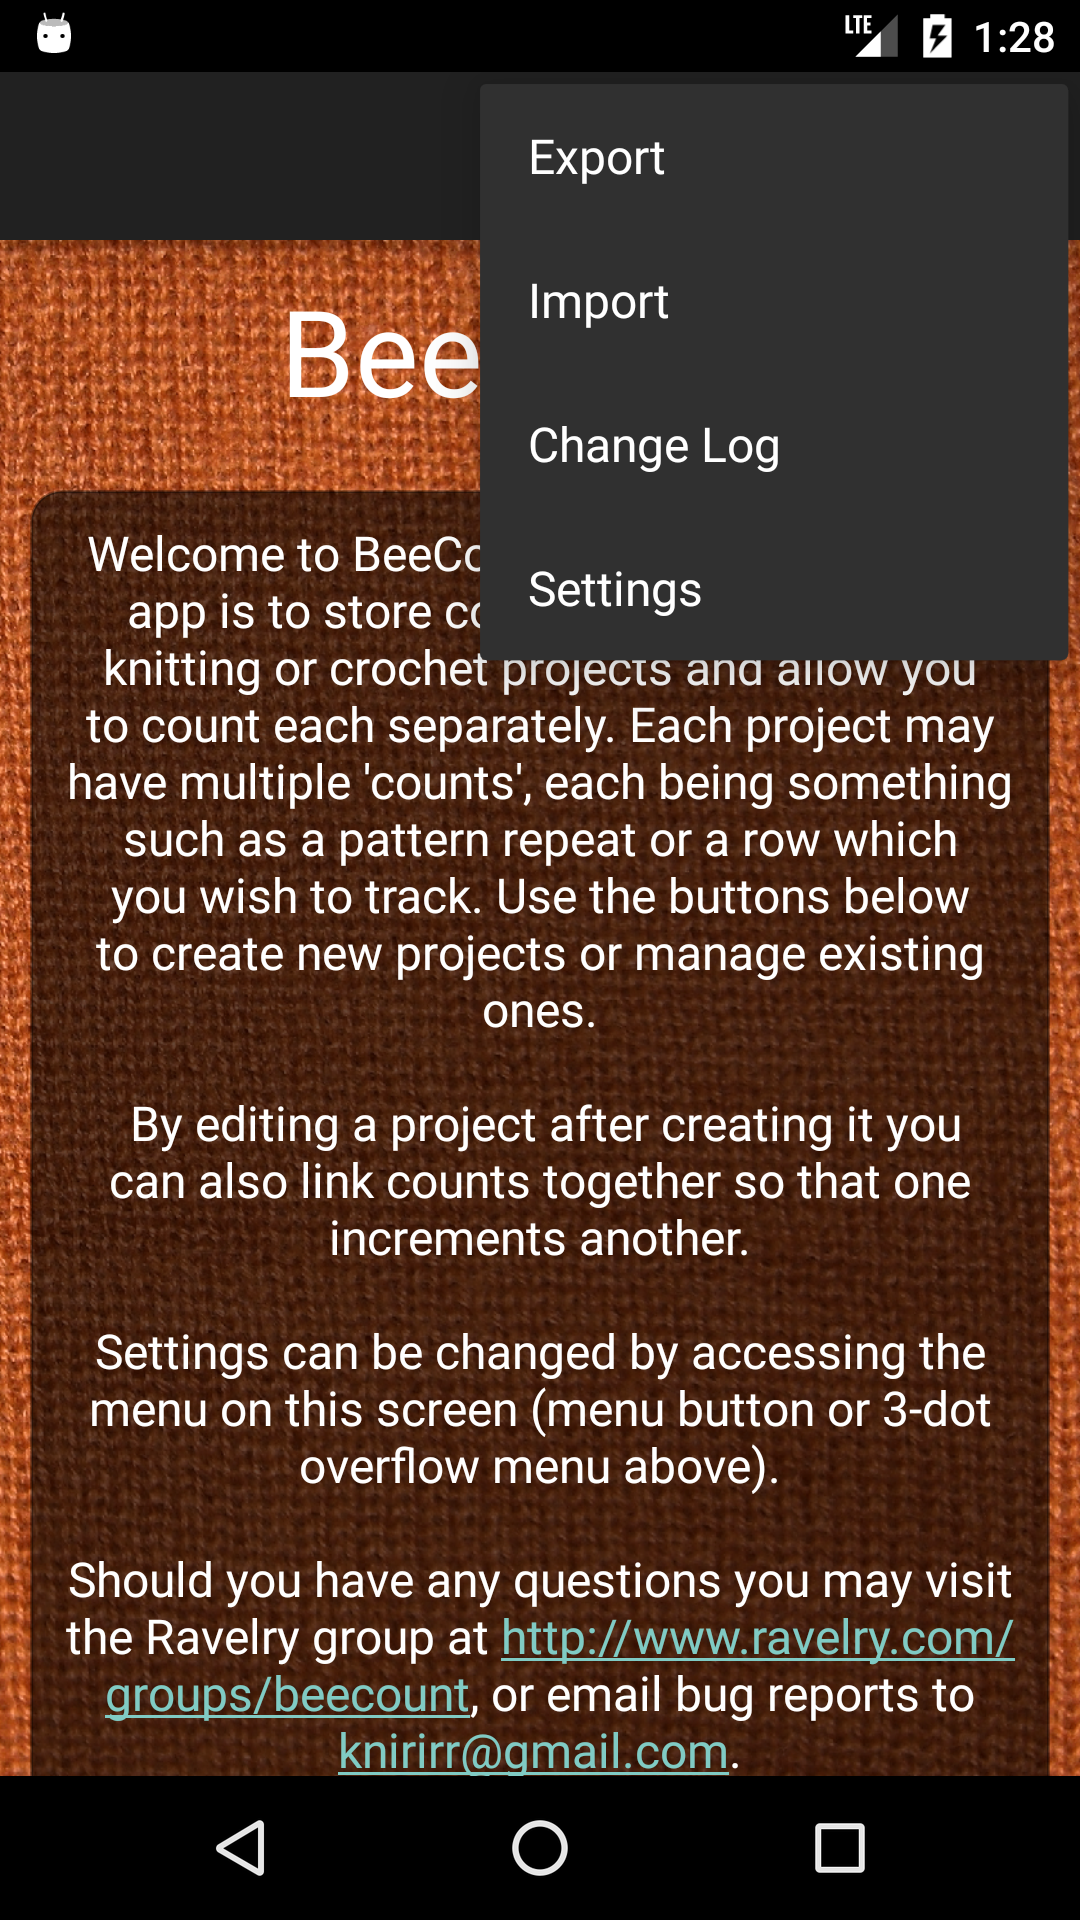 LTE 1:28
Export
Import
Change Log
Settings
Bee
Welcome to
app is to store
knitting or crochet projects and allow you
to count each separately. Each project may
have multiple 'counts', each being something
such as a pattern repeat or a row which
you wish to track. Use the buttons below
to create new projects or manage existing
ones.
By editing a project after creating it you
can also link counts together so that one
increments another.
Settings can be changed by accessing the
menu on this screen (menu button or 3-dot
overflow menu above).
Should you have any questions you may visit
the Ravelry group at http://www.ravelry.com/
groups/beecount, or email bug reports to
knirirr@gmail.com.